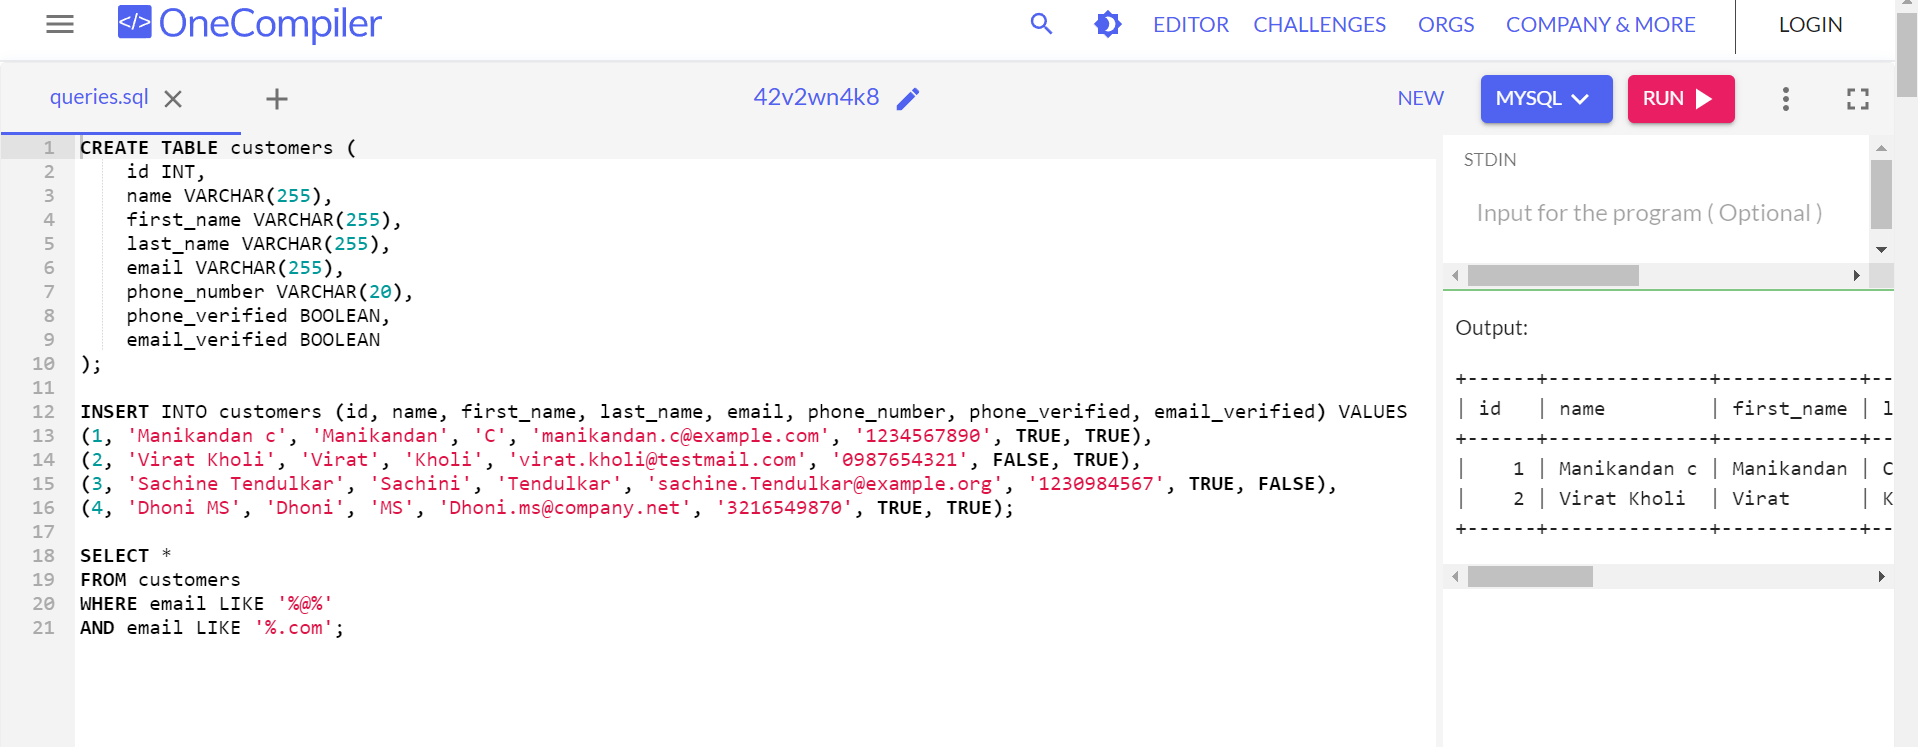 </> OneCompiler
EDITOR CHALLENGES ORGS COMPANY & MORE LOGIN
queries.sql
42v2wn4k8
NEW MYSQL RUN
1 CREATE TABLE customers (
2 id INT,
3 name VARCHAR(255),
4 first_name VARCHAR(255),
5 last_name VARCHAR(255),
6 email VARCHAR(255),
7 phone_number VARCHAR(20),
8 phone_verified BOOLEAN,
9 email_verified BOOLEAN
10 );
11
12 INSERT INTO customers (id, name, first_name, last_name, email, phone_number, phone_verified, email_verified) VALUES
13 (1, 'Manikandan c', 'Manikandan', 'C', 'manikandan.c@example.com', '1234567890', TRUE, TRUE),
14 (2, 'Virat Kholi', 'Virat', 'Kholi', 'virat.kholi@testmail.com', '0987654321', FALSE, TRUE),
15 (3, 'Sachine Tendulkar', 'Sachini', 'Tendulkar', 'sachine.Tendulkar@example.org', '1230984567', TRUE, FALSE),
16 (4, 'Dhoni MS', 'Dhoni', 'MS', 'Dhoni.ms@company.net', '3216549870', TRUE, TRUE);
17
18 SELECT *
19 FROM customers
20 WHERE email LIKE '%@%'
21 AND email LIKE '%.com';
STDIN
Input for the program ( Optional )
Output:
+------+--------------+------------+--
| id | name | first_name | l
+------+--------------+------------+--
| 1 | Manikandan c | Manikandan | C
| 2 | Virat Kholi | Virat | K
+------+--------------+------------+--